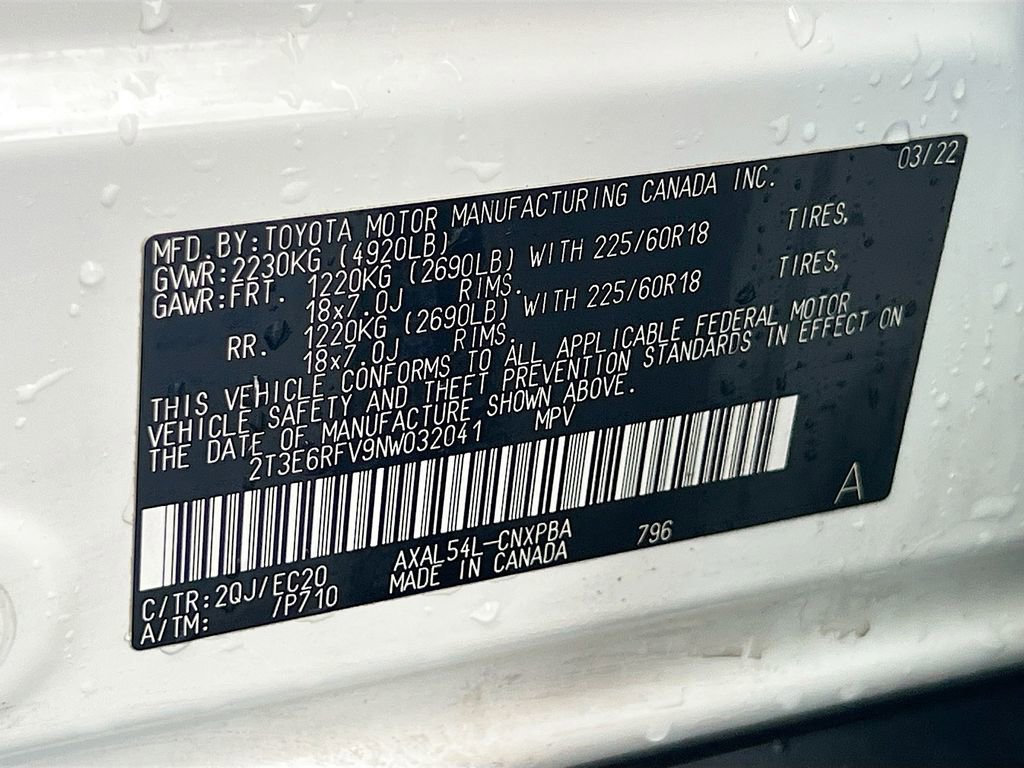 03/22
MFD. BY: TOYOTA MOTOR MANUFACTURING CANADA INC.
GVWR: 2230KG (4920LB)
GAWR: FRT. 1220KG (2690LB) WITH 225/60R18 TIRES,
18x7.0J RIMS.
RR. 1220KG (2690LB) WITH 225/60R18 TIRES,
18x7.0J RIMS.
THIS VEHICLE CONFORMS TO ALL APPLICABLE FEDERAL MOTOR
VEHICLE SAFETY AND THEFT PREVENTION STANDARDS IN EFFECT ON
THE DATE OF MANUFACTURE SHOWN ABOVE.
2T3E6RFV9NW032041 MPV
A
AXAL54L-CNXPBA 796
C/TR: 2QJ/EC20 MADE IN CANADA
A/TM: /P710